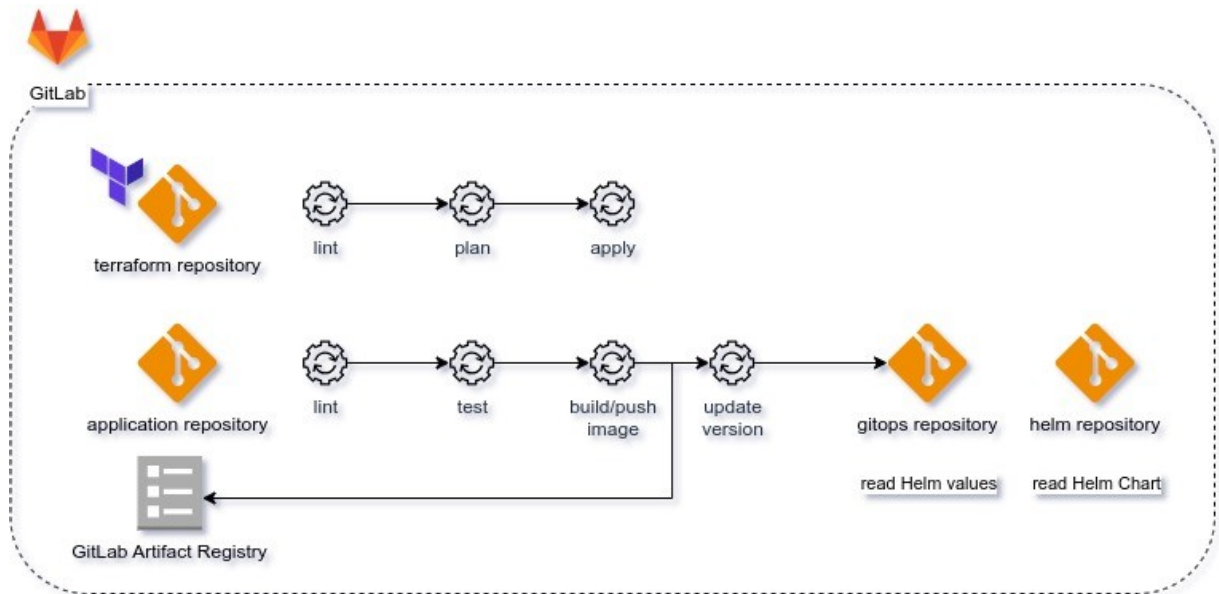 GitLab
lint
plan
apply
terraform repository
lint
test
build/push
image
update
version
application repository
gitops repository
helm repository
read Helm values
read Helm Chart
GitLab Artifact Registry